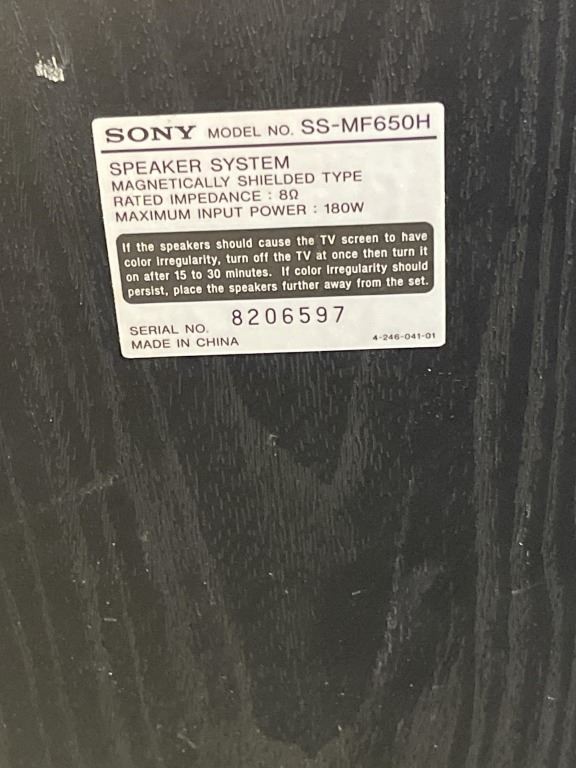 SONY MODEL NO. SS-MF650H
SPEAKER SYSTEM
MAGNETICALLY SHIELDED TYPE
RATED IMPEDANCE : 8Ω
MAXIMUM INPUT POWER : 180W
If the speakers should cause the TV screen to have
color Irregularity, turn off the TV at once then turn it
on after 15 to 30 minutes. If color Irregularity should
persist, place the speakers further away from the set.
SERIAL NO. 8206597
MADE IN CHINA 4-246-041-01